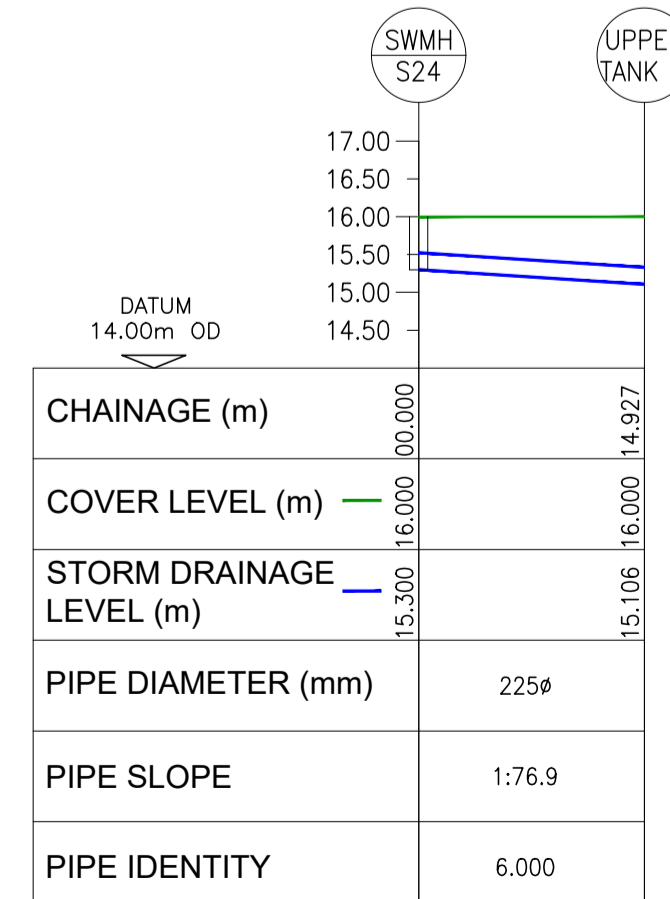 SWMH
S24
UPPE
TANK
17.00
16.50
16.00
15.50
15.00
14.50
DATUM
14.00m OD
CHAINAGE (m)
00.000
14.927
COVER LEVEL (m)
16.000
16.000
STORM DRAINAGE
LEVEL (m)
15.300
15.106
PIPE DIAMETER (mm)
225ø
PIPE SLOPE
1:76.9
PIPE IDENTITY
6.000